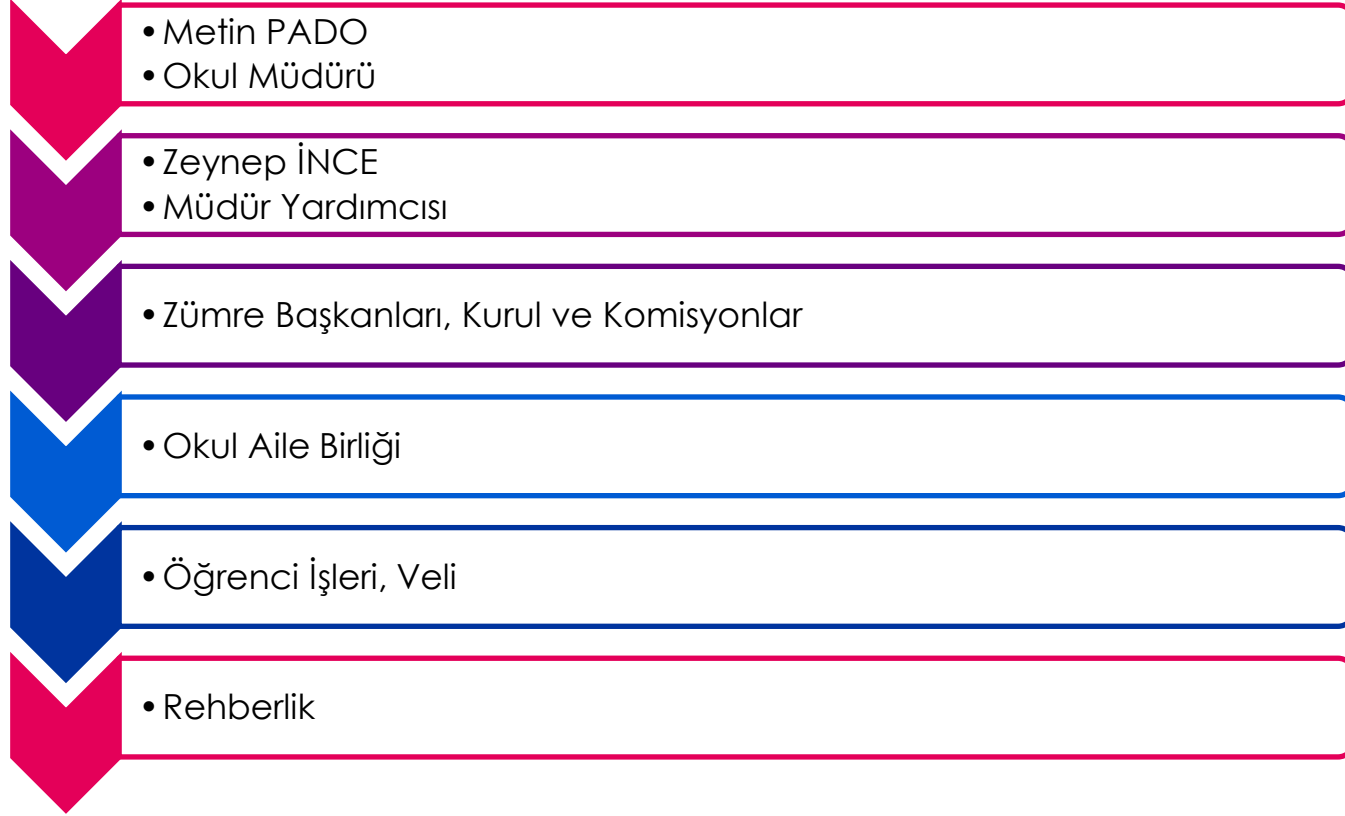 • Metin PADO
• Okul Müdürü
• Zeynep İNCE
• Müdür Yardımcısı
• Zümre Başkanları, Kurul ve Komisyonlar
• Okul Aile Birliği
• Öğrenci İşleri, Veli
• Rehberlik